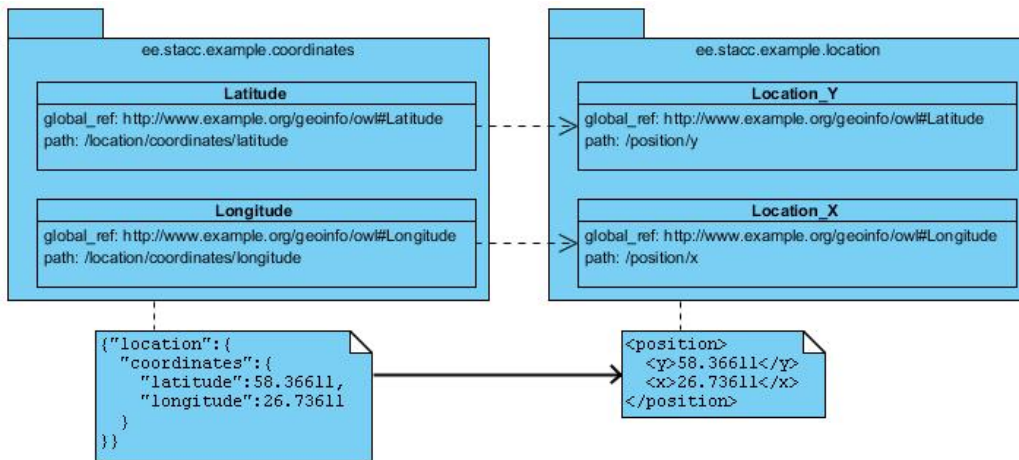 ee.stacc.example.coordinates
Latitude
global_ref: http://www.example.org/geoinfo/owl#Latitude
path: /location/coordinates/latitude
Longitude
global_ref: http://www.example.org/geoinfo/owl#Longitude
path: /location/coordinates/longitude
{"location":{
"coordinates":{
"latitude":58.36611,
"longitude":26.73611
}
}}
ee.stacc.example.location
Location_Y
global_ref: http://www.example.org/geoinfo/owl#Latitude
path: /position/y
Location_X
global_ref: http://www.example.org/geoinfo/owl#Longitude
path: /position/x
<position>
<y>58.36611</y>
<x>26.73611</x>
</position>